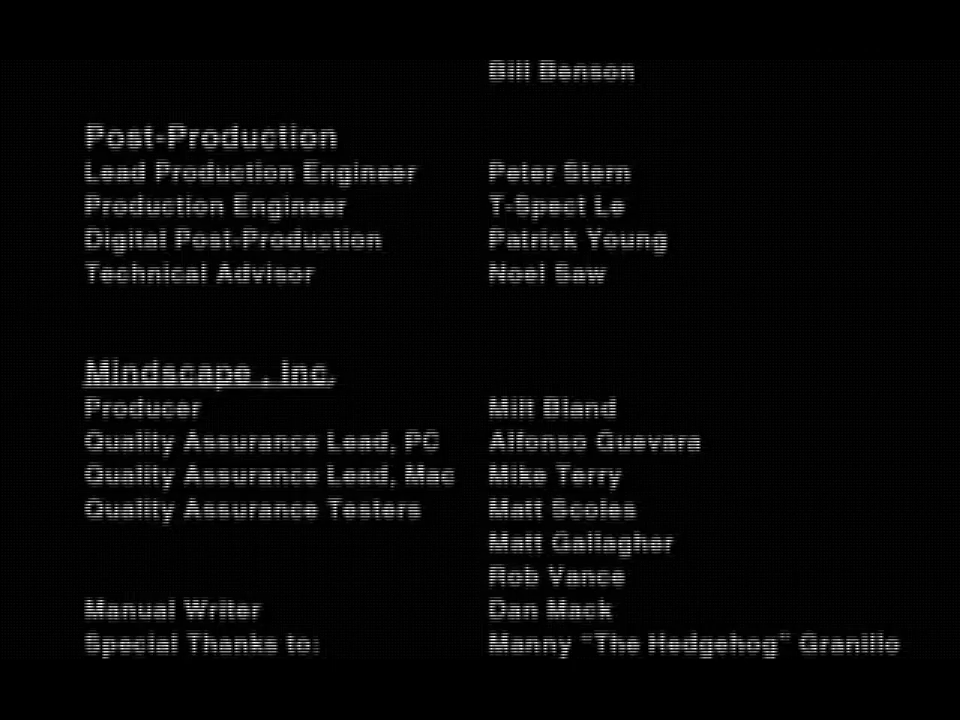 Bill Benson
Post-Production
Lead Production Engineer Peter Stern
Production Engineer T-Spect Le
Digital Post-Production Patrick Young
Technical Advisor Noel Saw
Mindscape , Inc.
Producer Milt Bland
Quality Assurance Lead, PC Alfonso Guevara
Quality Assurance Lead, Mac Mike Terry
Quality Assurance Testers Matt Scoles
Matt Gallagher
Rob Vance
Manual Writer Dan Mack
Special Thanks to: Manny "The Hedgehog" Granillo